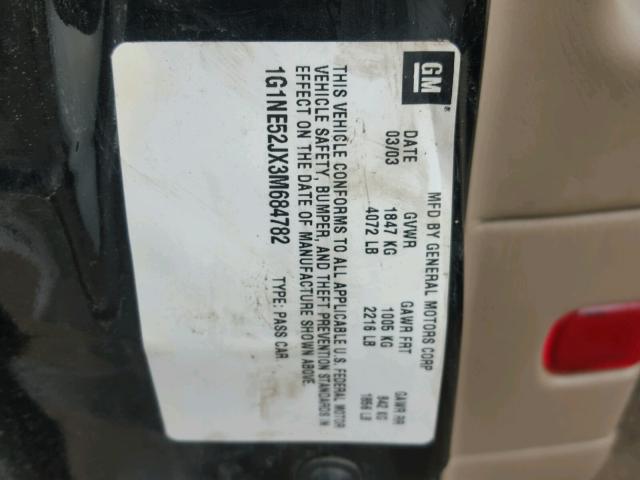 GM
MFD BY GENERAL MOTORS CORP
DATE GVWR GAWR FRT GAWR RR
03/03 1847 KG 1005 KG 842 KG
4072 LB 2216 LB 1856 LB
THIS VEHICLE CONFORMS TO ALL APPLICABLE U.S. FEDERAL MOTOR
VEHICLE SAFETY, BUMPER, AND THEFT PREVENTION STANDARDS IN
EFFECT ON THE DATE OF MANUFACTURE SHOWN ABOVE.
1G1NE52JX3M684782 TYPE: PASS CAR